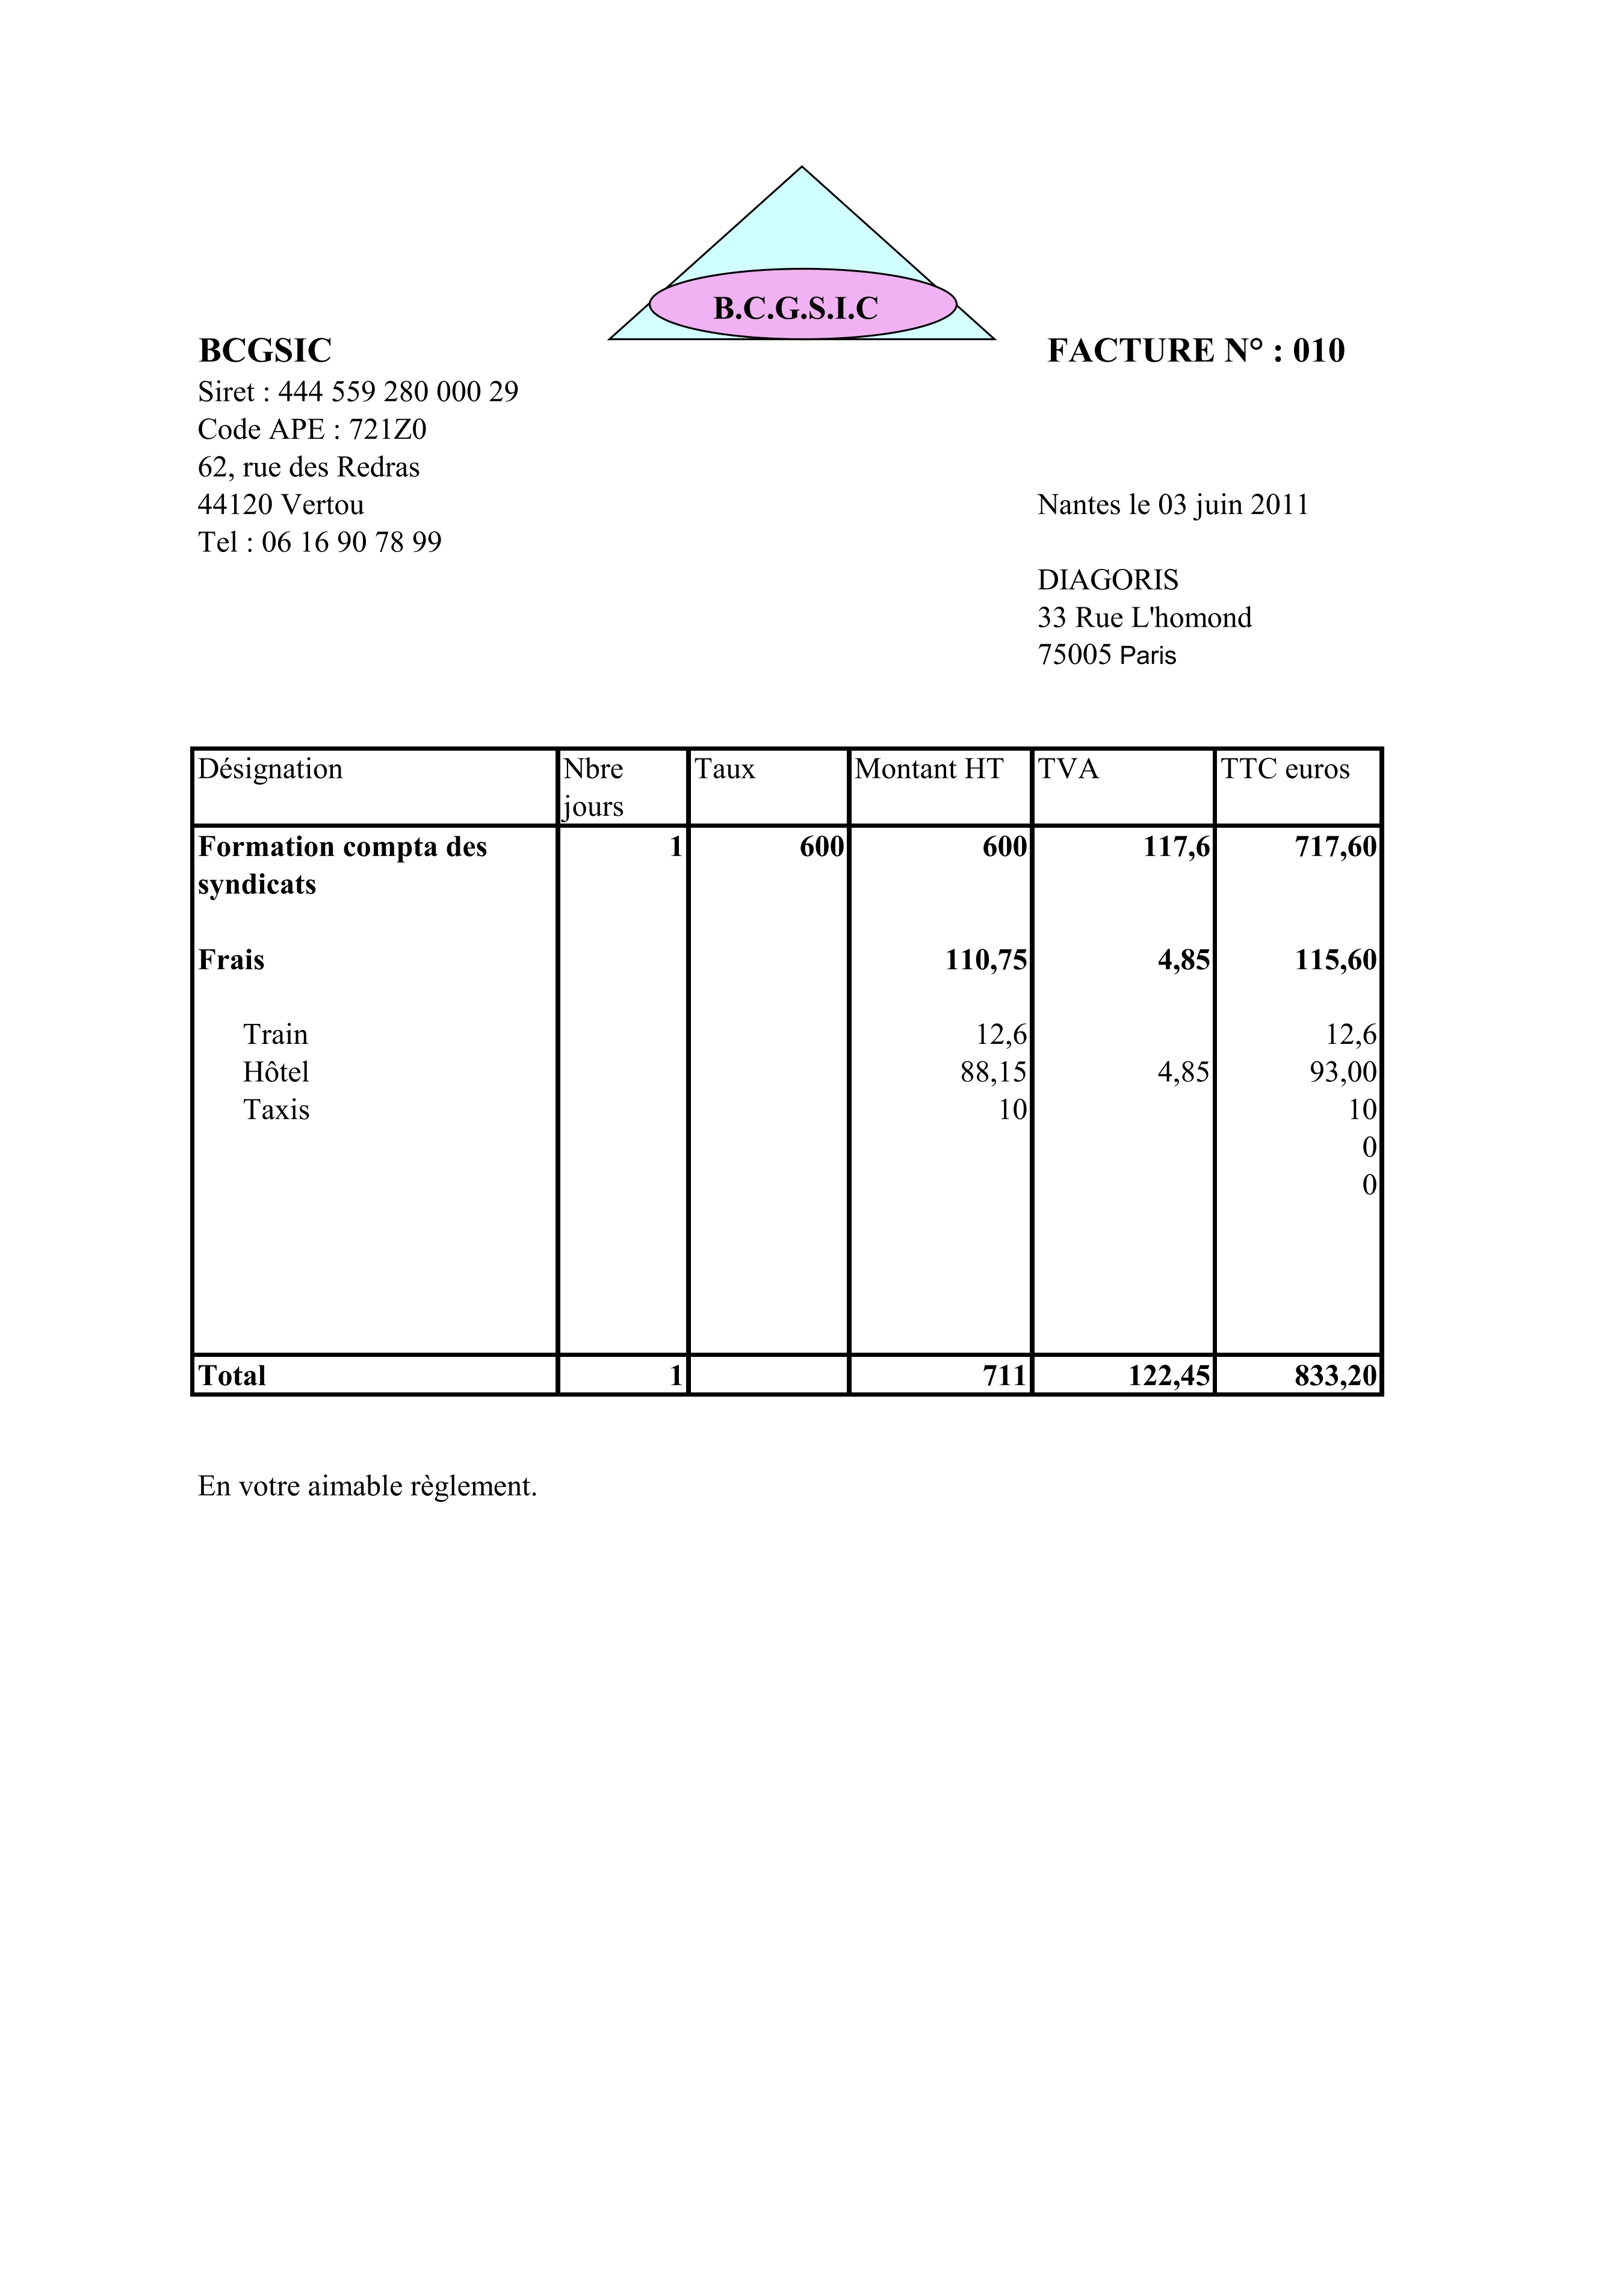 B.C.G.S.I.C
BCGSIC FACTURE N° : 010
Siret : 444 559 280 000 29
Code APE : 721Z0
62, rue des Redras
44120 Vertou Nantes le 03 juin 2011
Tel : 06 16 90 78 99
DIAGORIS
33 Rue L'homond
75005 Paris
Désignation Nbre jours Taux Montant HT TVA TTC euros
Formation compta des syndicats 1 600 600 117,6 717,60
Frais 110,75 4,85 115,60
Train 12,6 12,6
Hôtel 88,15 4,85 93,00
Taxis 10 10
0
0
Total 1 711 122,45 833,20
En votre aimable règlement.